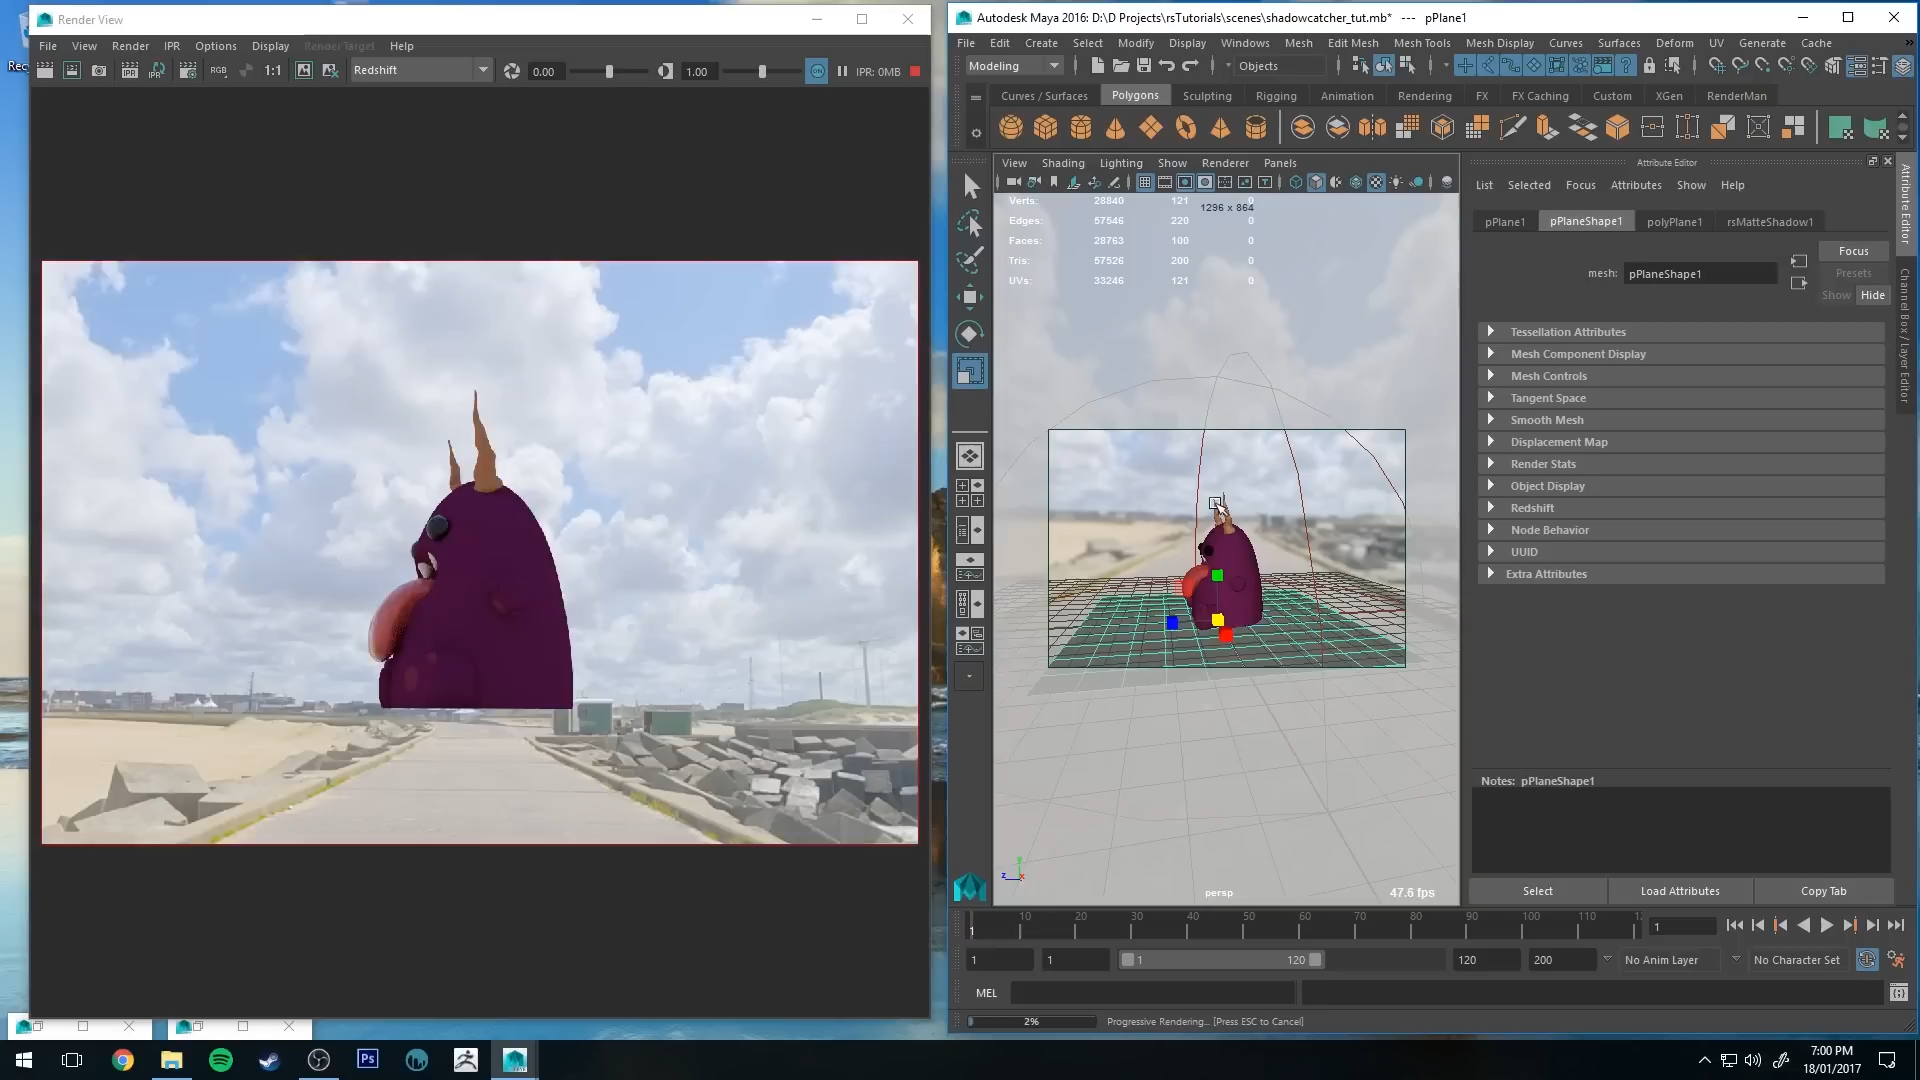 Render View
File Edit View Render IPR Options Display Render Target Help
Redshift
0.00
1.00
IPR: 0MB
IPR
IPR
RGB
1:1
Autodesk Maya 2016: D:\D Projects\rsTutorials\scenes\shadowcatcher_tut.mb* --- pPlane1
File Edit Create Select Modify Display Windows Mesh Edit Mesh Mesh Tools Mesh Display Curves Surfaces Deform UV Generate Cache
Modeling
Objects
Curves / Surfaces Polygons Sculpting Rigging Animation Rendering FX FX Caching Custom XGen RenderMan
View Shading Lighting Show Renderer Panels
Verts: 28840 121 0
1296 x 864
Edges: 57546 220 0
Faces: 28763 100 0
Tris: 57526 200 0
UVs: 33246 121 0
persp
47.6 fps
y
z
x
Attribute Editor
List Selected Focus Attributes Show Help
pPlane1 pPlaneShape1 polyPlane1 rsMatteShadow1
Focus
mesh: pPlaneShape1
Presets
Show Hide
Tessellation Attributes
Mesh Component Display
Mesh Controls
Tangent Space
Smooth Mesh
Displacement Map
Render Stats
Object Display
Redshift
Node Behavior
UUID
Extra Attributes
Notes: pPlaneShape1
Select Load Attributes Copy Tab
Attribute Editor
Channel Box / Layer Editor
1 10 20 30 40 50 60 70 80 90 100 110
1
1 1 1 120 120 200 No Anim Layer No Character Set
MEL
2% Progressive Rendering... [Press ESC to Cancel]
Ps
7:00 PM
18/01/2017